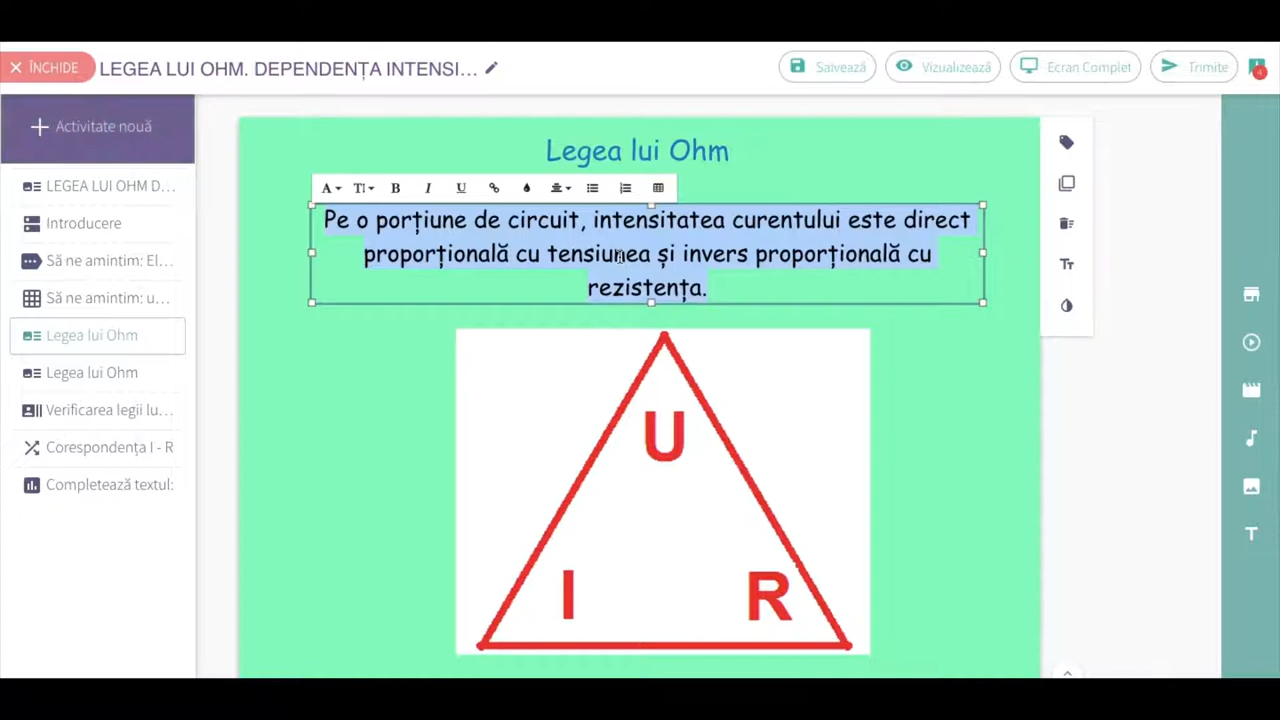 ÎNCHIDE
LEGEA LUI OHM. DEPENDENȚA INTENSI...
Salvează
Vizualizează
Ecran Complet
Trimite
4
Activitate nouă
LEGEA LUI OHM D...
Introducere
Să ne amintim: El...
Să ne amintim: u...
Legea lui Ohm
Legea lui Ohm
Verificarea legii lu...
Corespondența I - R
Completează textul:
Legea lui Ohm
Pe o porțiune de circuit, intensitatea curentului este direct
proporțională cu tensiunea și invers proporțională cu
rezistența.
U
I
R